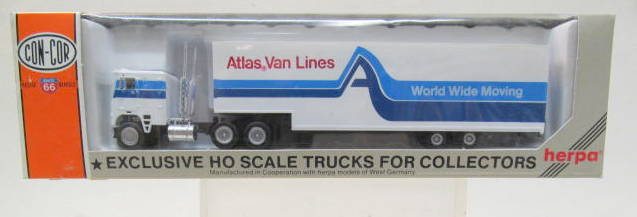 CON-COR
ROUTE
66
Atlas Van Lines
World Wide Moving
★ EXCLUSIVE HO SCALE TRUCKS FOR COLLECTORS
herpa
Manufactured in Cooperation with herpa models of West Germany.